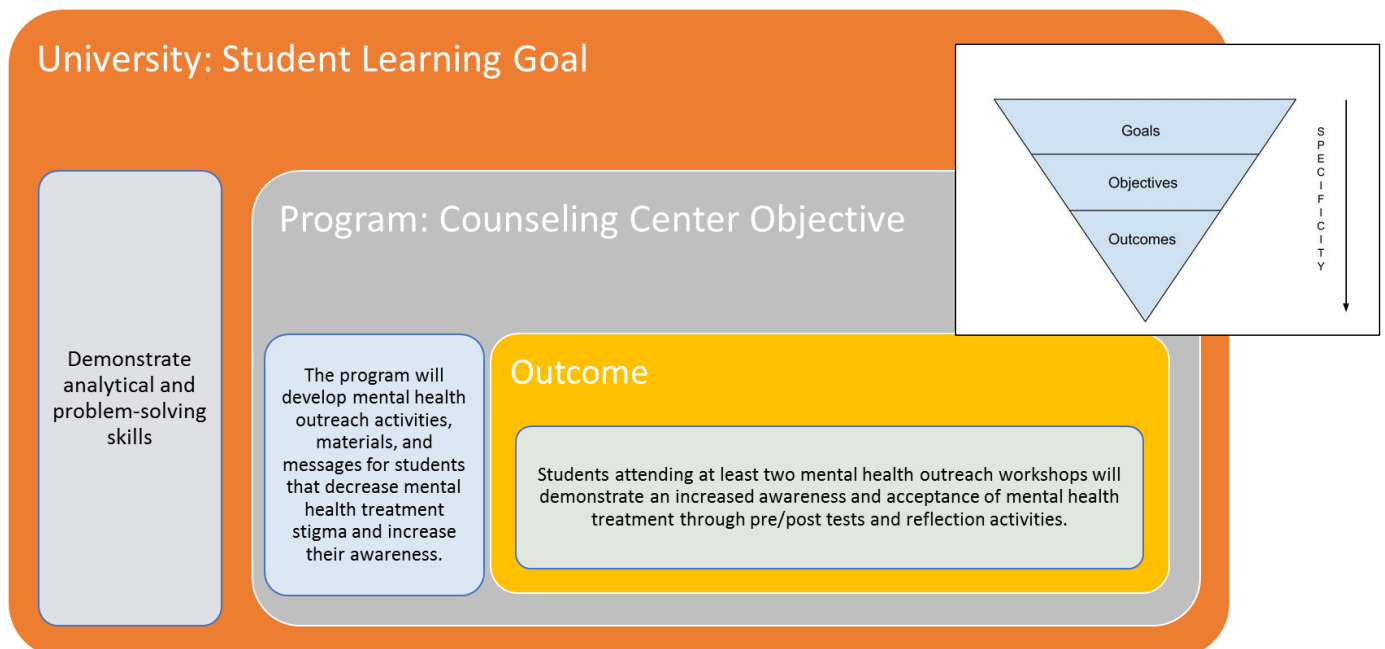 University: Student Learning Goal
Demonstrate
analytical and
problem-solving
skills
Program: Counseling Center Objective
The program will
develop mental health
outreach activities,
materials, and
messages for students
that decrease mental
health treatment
stigma and increase
their awareness.
Outcome
Students attending at least two mental health outreach workshops will
demonstrate an increased awareness and acceptance of mental health
treatment through pre/post tests and reflection activities.
Goals
Objectives
Outcomes
SPECIFICITY